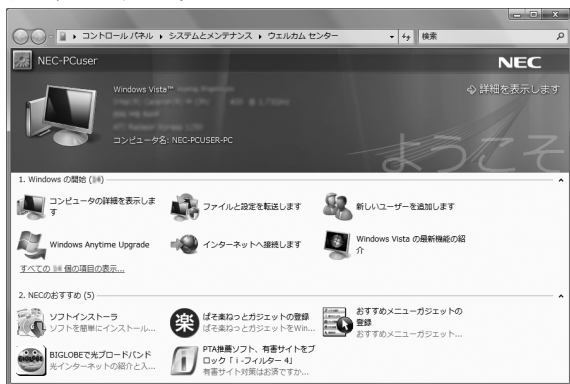 コントロール パネル ▸ システムとメンテナンス ▸ ウェルカム センター
検索
NEC-PCuser
NEC
Windows Vista™
詳細を表示します
コンピュータ名: NEC-PCUSER-PC
ようこそ
1. Windows の開始
コンピュータの詳細を表示します
ファイルと設定を転送します
新しいユーザーを追加します
Windows Anytime Upgrade
インターネットへ接続します
Windows Vista の最新機能の紹介
すべての 個の項目の表示...
2. NECのおすすめ (5)
ソフトインストーラ
ソフトを簡単にインストール...
楽
ぱそ楽ねっとガジェットの登録
ぱそ楽ねっとガジェットをWin...
おすすめメニューガジェットの登録
おすすめメニューガジェット...
BIGLOBEで光ブロードバンド
光インターネットの紹介と入...
PTA推薦ソフト、有害サイトをブロック「i -フィルター 4」
有害サイト対策はお済ですか...